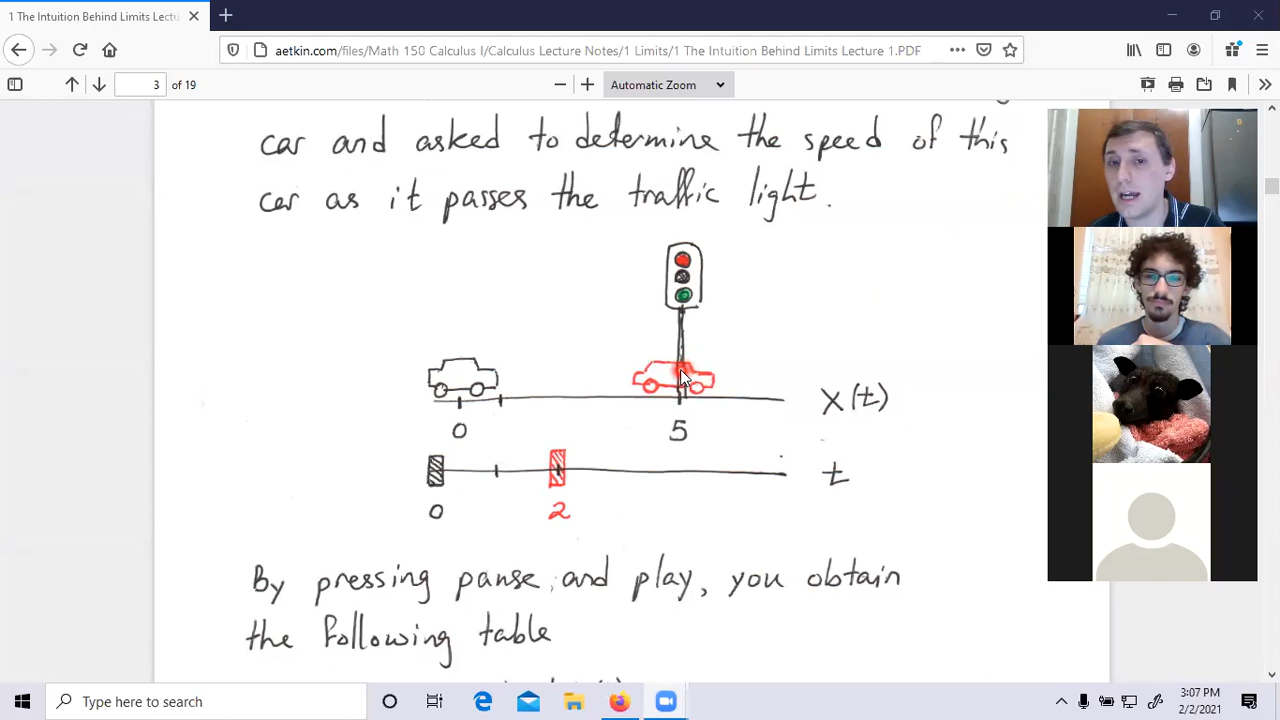 1 The Intuition Behind Limits Lectu
aetkin.com/files/Math 150 Calculus I/Calculus Lecture Notes/1 Limits/1 The Intuition Behind Limits Lecture 1.PDF
3 of 19
Automatic Zoom
car and asked to determine the speed of this
car as it passes the traffic light.
0 5 X(t)
0 2 t
By pressing pause, and play, you obtain
the following table
Type here to search
3:07 PM
2/2/2021